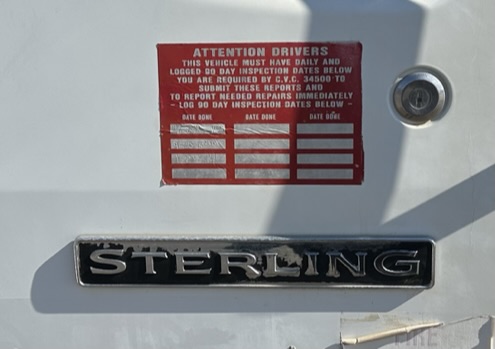 ATTENTION DRIVERS
THIS VEHICLE MUST HAVE DAILY AND
LOGGED 90 DAY INSPECTION DATES BELOW
YOU ARE REQUIRED BY C.V.C. 34500 TO
SUBMIT THESE REPORTS AND
TO REPORT NEEDED REPAIRS IMMEDIATELY
- LOG 90 DAY INSPECTION DATES BELOW -
DATE DONE DATE DONE DATE DONE
STERLING